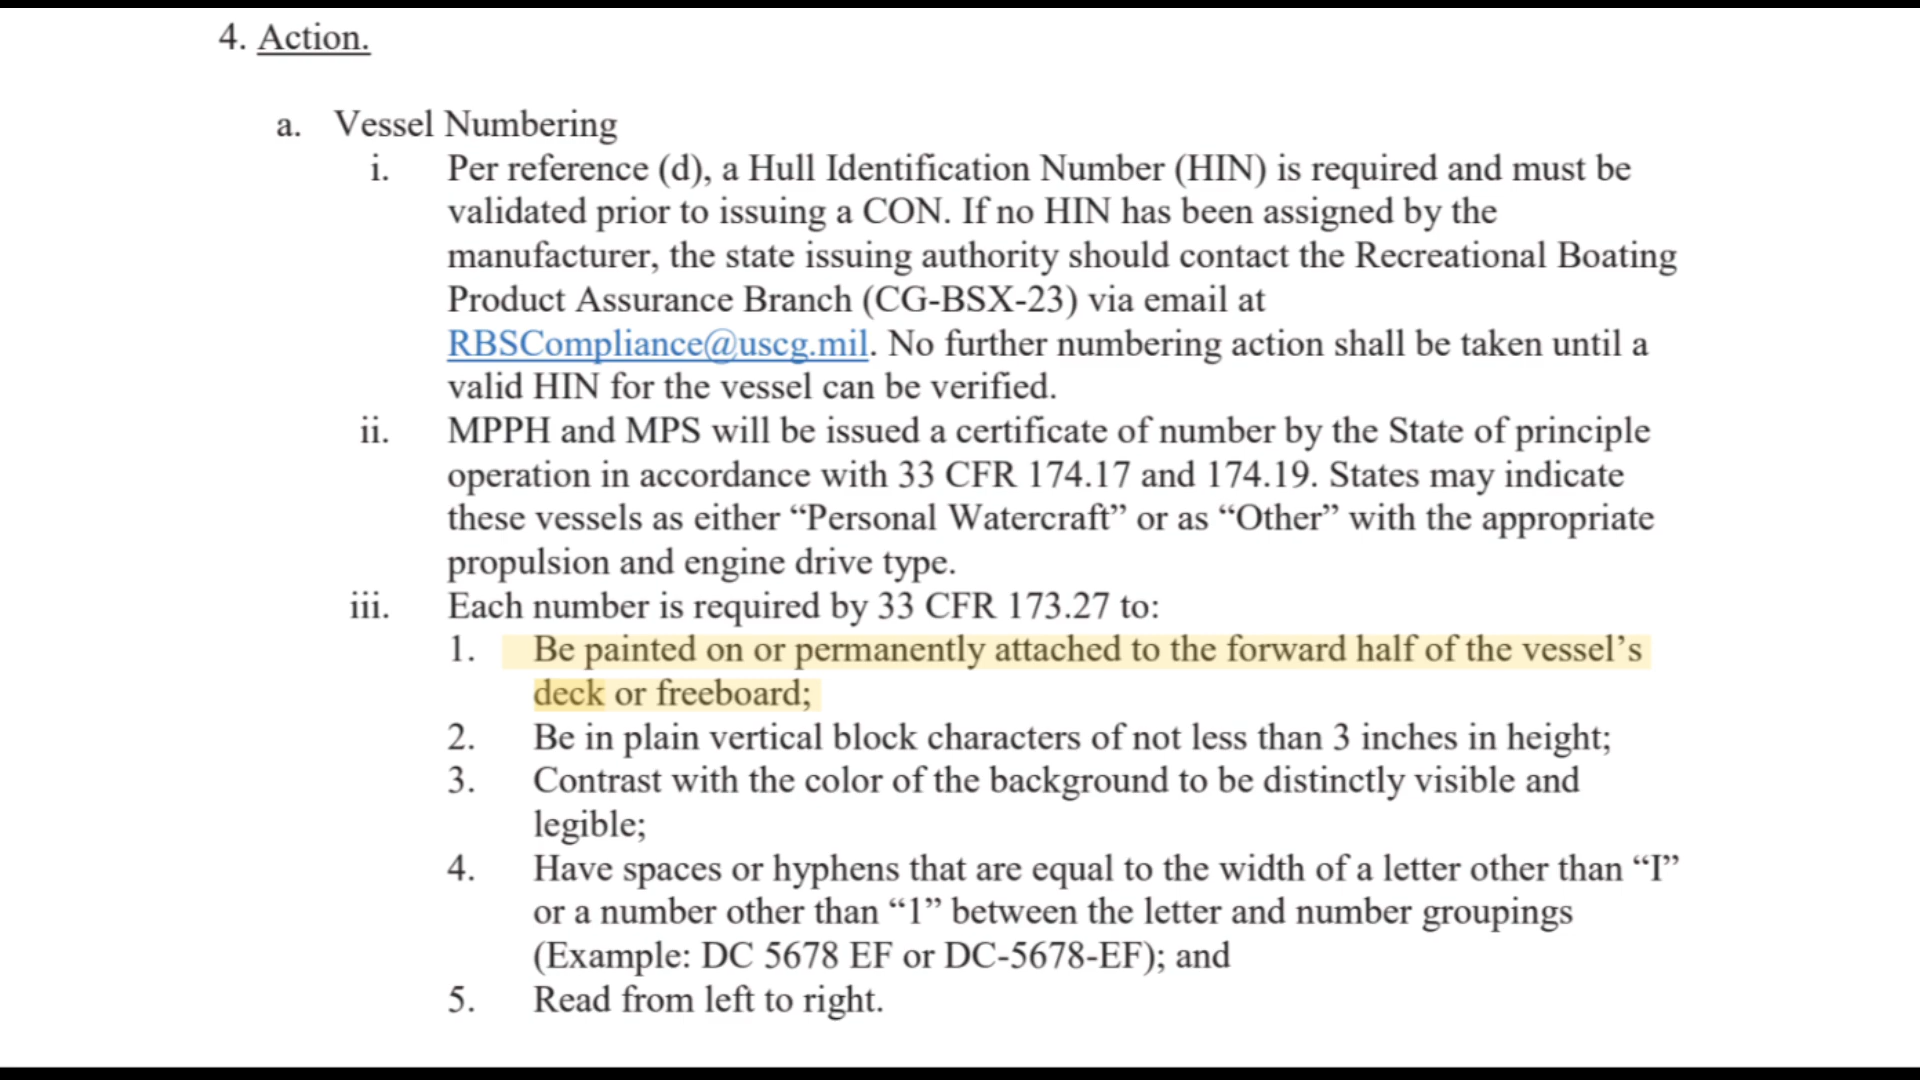 4. Action.
a. Vessel Numbering
i. Per reference (d), a Hull Identification Number (HIN) is required and must be
validated prior to issuing a CON. If no HIN has been assigned by the
manufacturer, the state issuing authority should contact the Recreational Boating
Product Assurance Branch (CG-BSX-23) via email at
RBSCompliance@uscg.mil. No further numbering action shall be taken until a
valid HIN for the vessel can be verified.
ii. MPPH and MPS will be issued a certificate of number by the State of principle
operation in accordance with 33 CFR 174.17 and 174.19. States may indicate
these vessels as either “Personal Watercraft” or as “Other” with the appropriate
propulsion and engine drive type.
iii. Each number is required by 33 CFR 173.27 to:
1. Be painted on or permanently attached to the forward half of the vessel’s
deck or freeboard;
2. Be in plain vertical block characters of not less than 3 inches in height;
3. Contrast with the color of the background to be distinctly visible and
legible;
4. Have spaces or hyphens that are equal to the width of a letter other than “I”
or a number other than “1” between the letter and number groupings
(Example: DC 5678 EF or DC-5678-EF); and
5. Read from left to right.